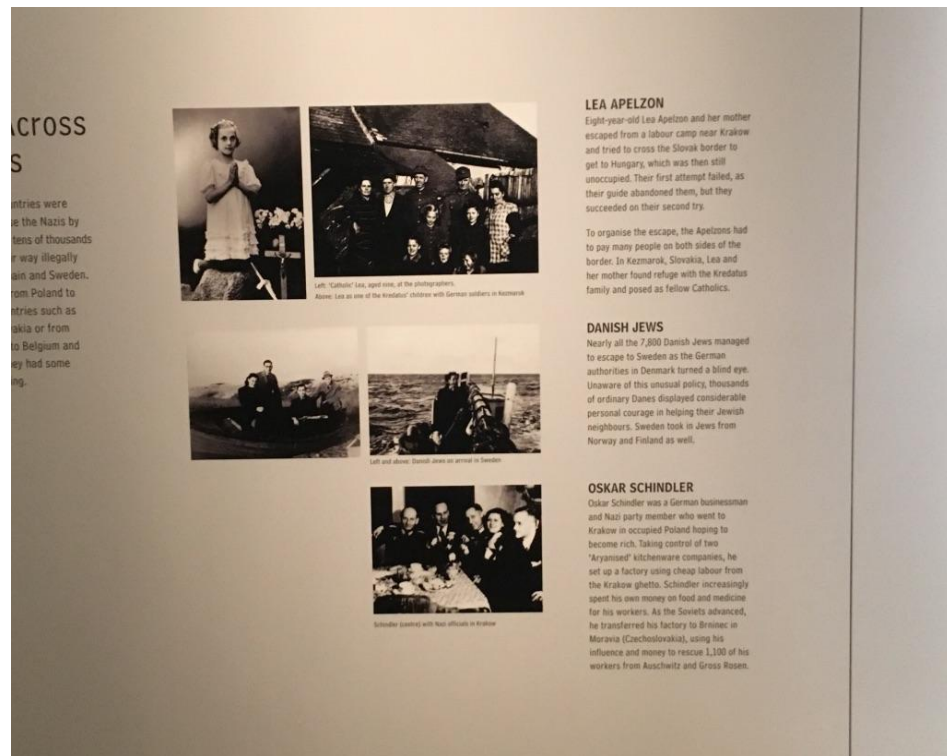 Across
s
ntries were
e the Nazis by
tens of thousands
r way illegally
ain and Sweden.
rom Poland to
ntries such as
akia or from
to Belgium and
ey had some
ng.
Left: 'Catholic' Lea, aged nine, at the photographers.
Above: Lea as one of the Kredatus' children with German soldiers in Kezmarok
Left and above: Danish Jews on arrival in Sweden
Schindler (centre) with Nazi officials in Krakow
LEA APELZON
Eight-year-old Lea Apelzon and her mother
escaped from a labour camp near Krakow
and tried to cross the Slovak border to
get to Hungary, which was then still
unoccupied. Their first attempt failed, as
their guide abandoned them, but they
succeeded on their second try.
To organise the escape, the Apelzons had
to pay many people on both sides of the
border. In Kezmarok, Slovakia, Lea and
her mother found refuge with the Kredatus
family and posed as fellow Catholics.
DANISH JEWS
Nearly all the 7,800 Danish Jews managed
to escape to Sweden as the German
authorities in Denmark turned a blind eye.
Unaware of this unusual policy, thousands
of ordinary Danes displayed considerable
personal courage in helping their Jewish
neighbours. Sweden took in Jews from
Norway and Finland as well.
OSKAR SCHINDLER
Oskar Schindler was a German businessman
and Nazi party member who went to
Krakow in occupied Poland hoping to
become rich. Taking control of two
'Aryanised' kitchenware companies, he
set up a factory using cheap labour from
the Krakow ghetto. Schindler increasingly
spent his own money on food and medicine
for his workers. As the Soviets advanced,
he transferred his factory to Brninec in
Moravia (Czechoslovakia), using his
influence and money to rescue 1,100 of his
workers from Auschwitz and Gross Rosen.